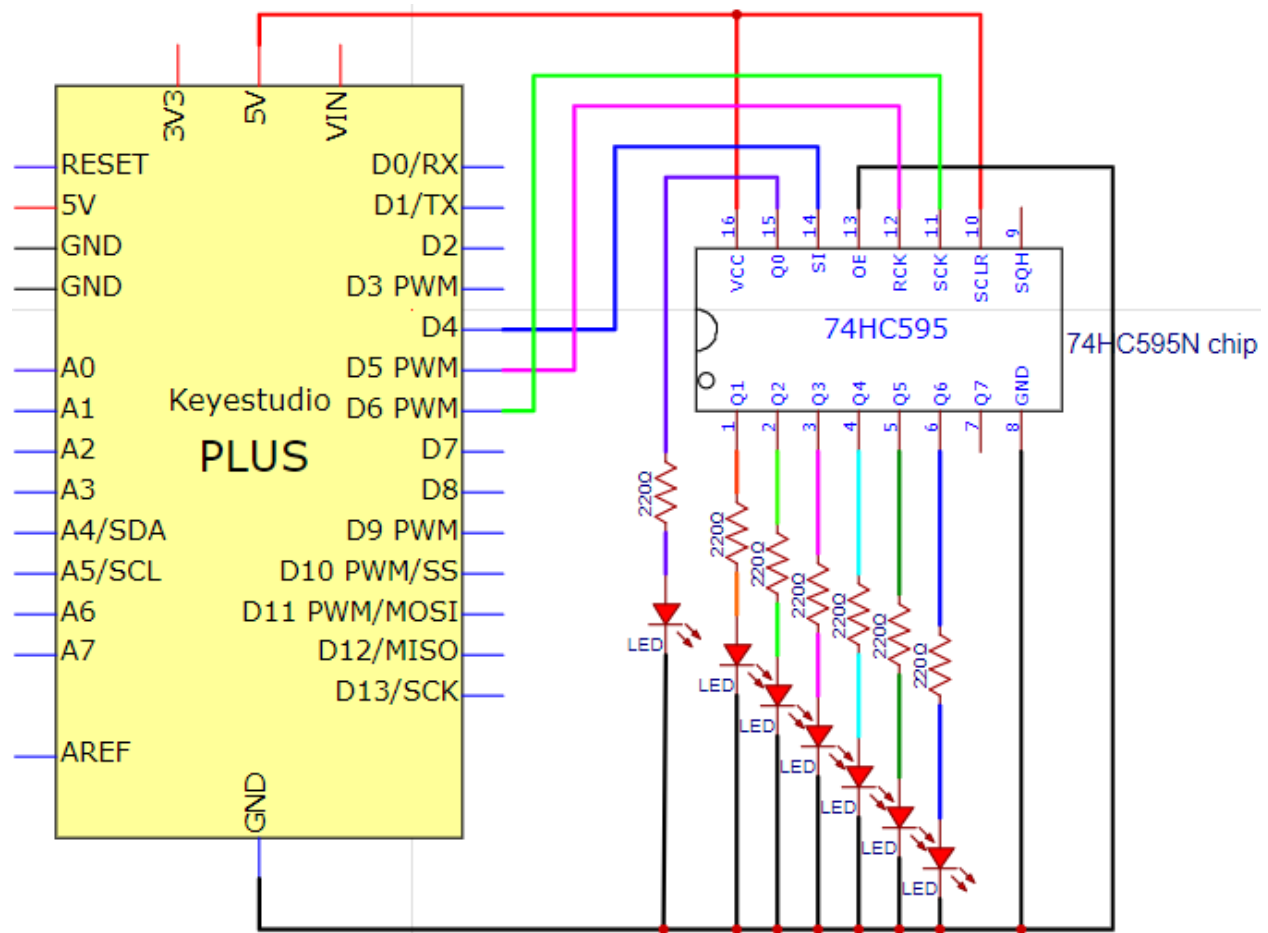 3V3
5V
VIN
RESET
5V
GND
GND
A0
A1
A2
A3
A4/SDA
A5/SCL
A6
A7
AREF
GND
D0/RX
D1/TX
D2
D3 PWM
D4
D5 PWM
D6 PWM
D7
D8
D9 PWM
D10 PWM/SS
D11 PWM/MOSI
D12/MISO
D13/SCK
Keyestudio
PLUS
16 15 14 13 12 11 10 9
VCC Q0 SI OE RCK SCK SCLR SQH
74HC595
74HC595N chip
Q1 Q2 Q3 Q4 Q5 Q6 Q7 GND
1 2 3 4 5 6 7 8
220Ω
220Ω
220Ω
220Ω
220Ω
220Ω
220Ω
LED
LED
LED
LED
LED
LED
LED